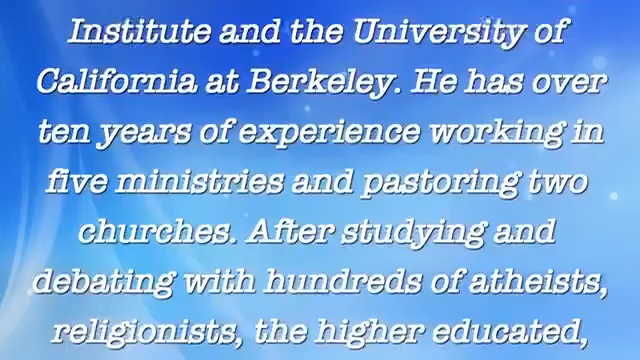 Institute and the University of
California at Berkeley. He has over
ten years of experience working in
five ministries and pastoring two
churches. After studying and
debating with hundreds of atheists,
religionists, the higher educated,